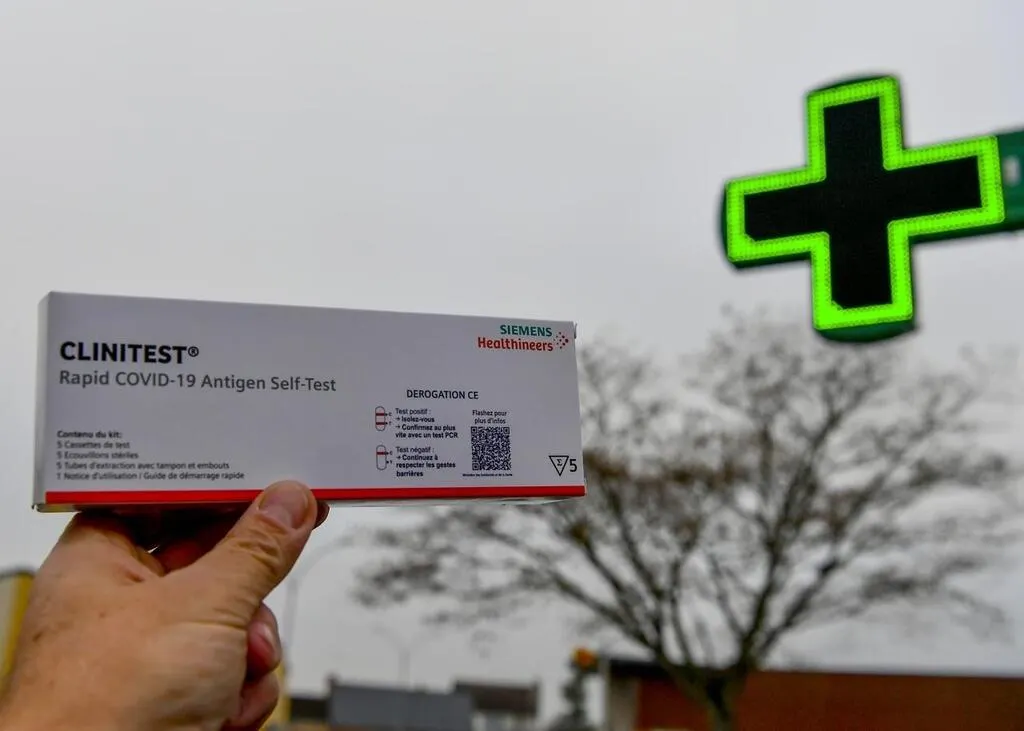 SIEMENS
Healthineers
CLINITEST®
Rapid COVID-19 Antigen Self-Test
DEROGATION CE
Contenu du kit:
5 Cassettes de test
5 Ecouvillons stériles
5 Tubes d'extraction avec tampon et embouts
1 Notice d'utilisation / Guide de démarrage rapide
C
T
Test positif :
→ Isolez-vous
→ Confirmez au plus
vite avec un test PCR
C
T
Test négatif :
→ Continuez à
respecter les gestes
barrières
Flashez pour
plus d'infos
Σ 5